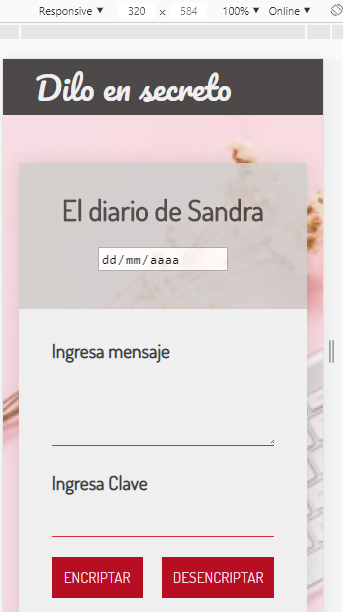 Responsive ▼ 320 x 584 100% ▼ Online ▼
Dilo en secreto
El diario de Sandra
dd/mm/aaaa
Ingresa mensaje
Ingresa Clave
ENCRIPTAR DESENCRIPTAR